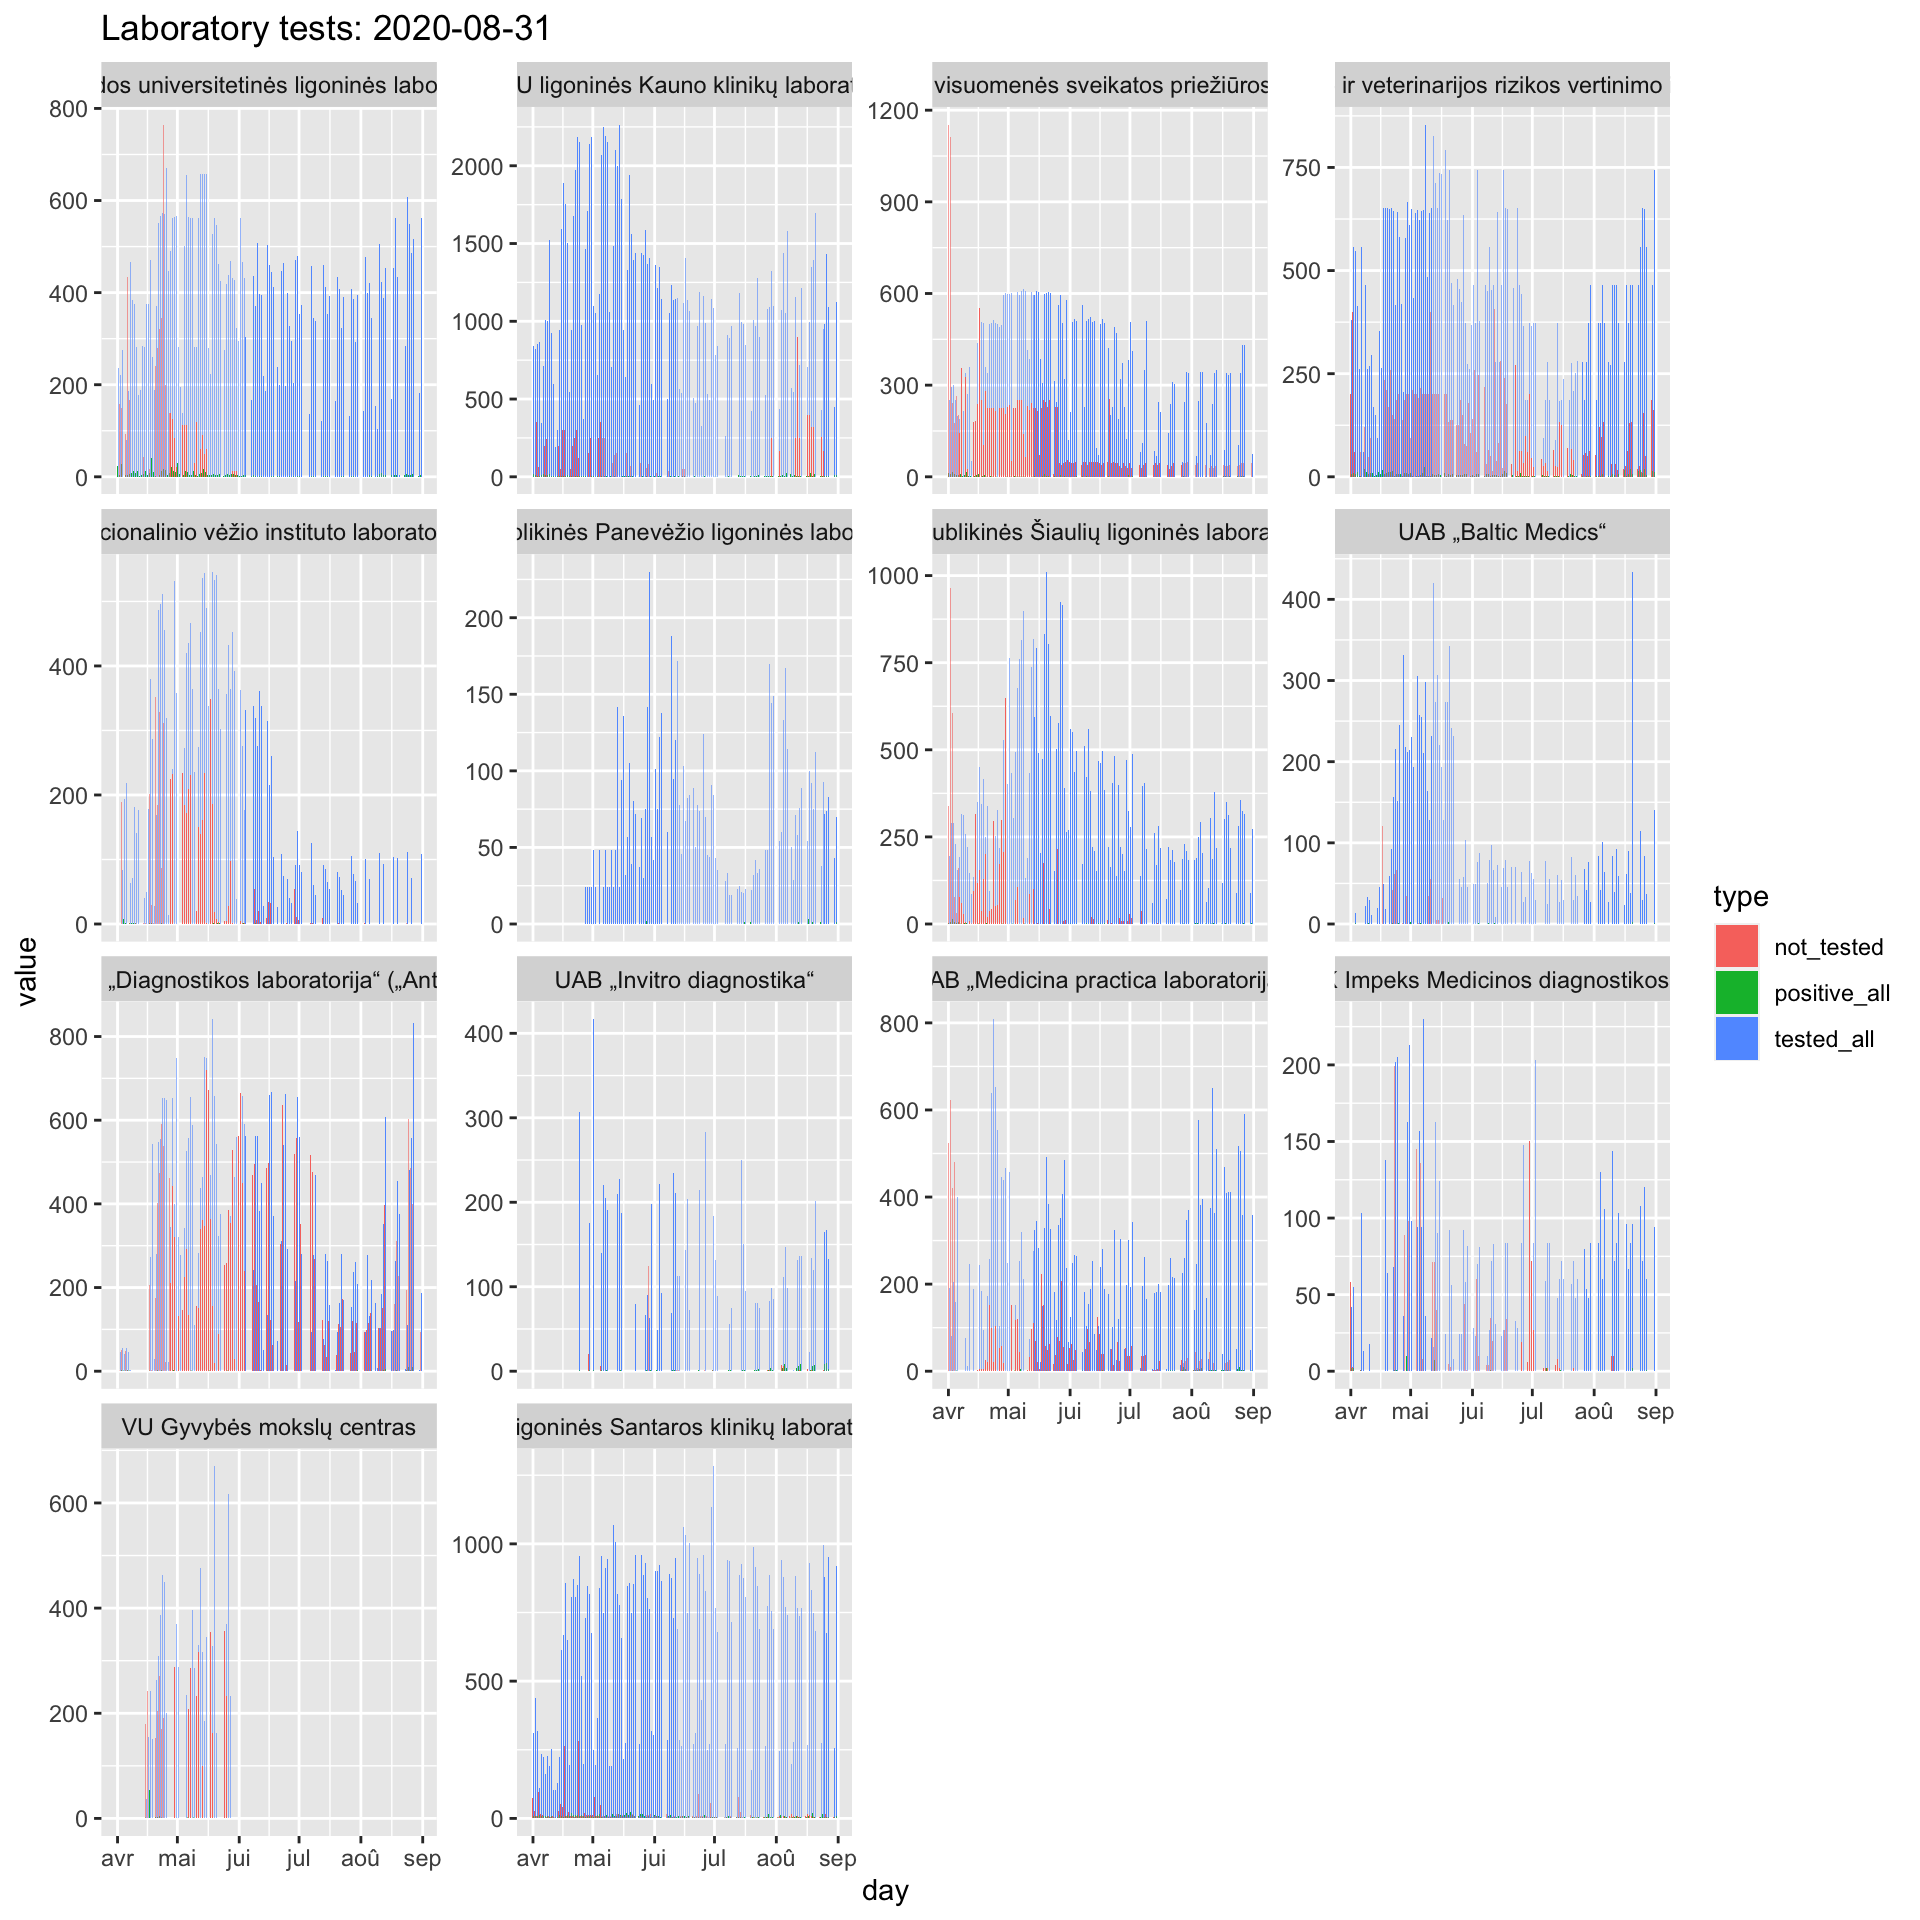 Laboratory tests: 2020-08-31
dos universitetinės ligoninės labo
U ligoninės Kauno klinikų laborat
visuomenės sveikatos priežiūros
ir veterinarijos rizikos vertinimo
800
600
400
200
0
2000
1500
1000
500
0
1200
900
600
300
0
750
500
250
0
cionalinio vėžio instituto laborato
blikinės Panevėžio ligoninės labo
ublikinės Šiaulių ligoninės labora
UAB „Baltic Medics“
400
200
0
200
150
100
50
0
1000
750
500
250
0
400
300
200
100
0
„Diagnostikos laboratorija“ („Ant
UAB „Invitro diagnostika“
AB „Medicina practica laboratorij
K Impeks Medicinos diagnostikos
800
600
400
200
0
400
300
200
100
0
800
600
400
200
0
200
150
100
50
0
avr mai jui jul aoû sep
avr mai jui jul aoû sep
VU Gyvybės mokslų centras
igoninės Santaros klinikų laborat
600
400
200
0
1000
500
0
avr mai jui jul aoû sep
avr mai jui jul aoû sep
day
value
type
not_tested
positive_all
tested_all